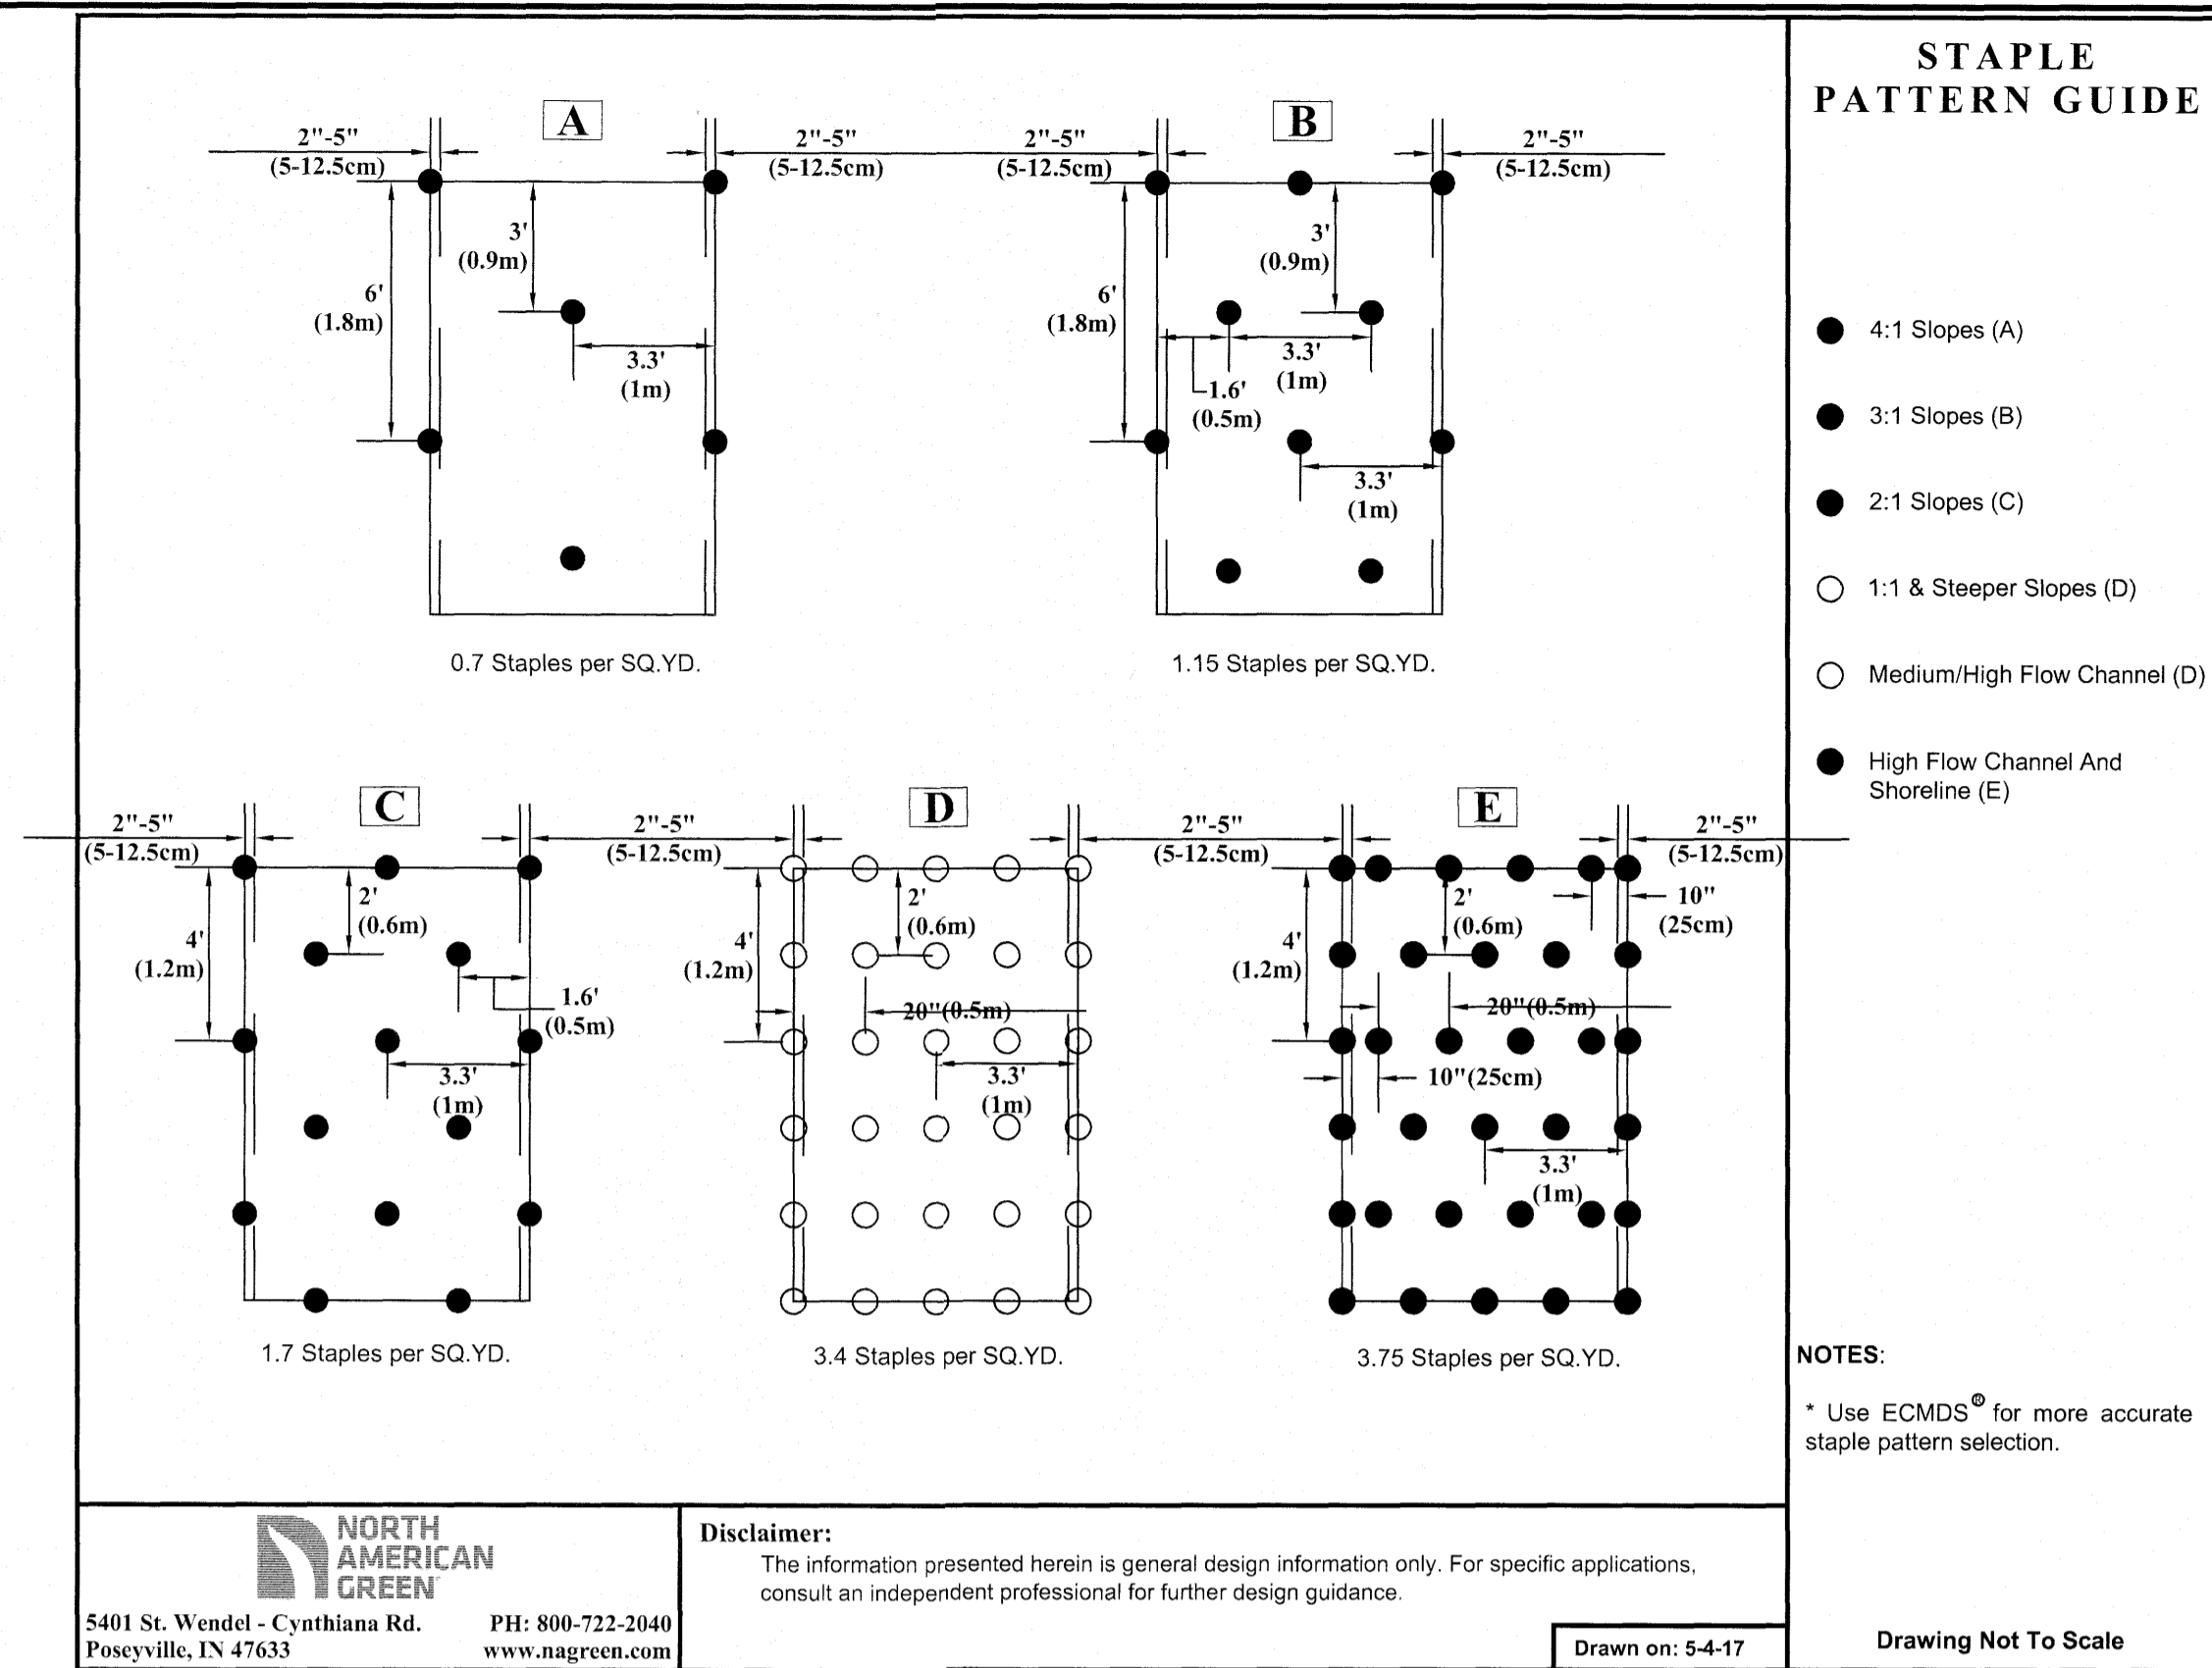 STAPLE
PATTERN GUIDE
A
2"-5"
(5-12.5cm)
2"-5"
(5-12.5cm)
3'
(0.9m)
6'
(1.8m)
3.3'
(1m)
0.7 Staples per SQ.YD.
B
2"-5"
(5-12.5cm)
2"-5"
(5-12.5cm)
3'
(0.9m)
6'
(1.8m)
3.3'
(1m)
1.6'
(0.5m)
3.3'
(1m)
1.15 Staples per SQ.YD.
4:1 Slopes (A)
3:1 Slopes (B)
2:1 Slopes (C)
1:1 & Steeper Slopes (D)
Medium/High Flow Channel (D)
High Flow Channel And
Shoreline (E)
C
2"-5"
(5-12.5cm)
2"-5"
(5-12.5cm)
2'
(0.6m)
4'
(1.2m)
1.6'
(0.5m)
3.3'
(1m)
1.7 Staples per SQ.YD.
D
2'
(0.6m)
4'
(1.2m)
20"(0.5m)
3.3'
(1m)
3.4 Staples per SQ.YD.
E
2"-5"
(5-12.5cm)
2"-5"
(5-12.5cm)
2'
(0.6m)
10"
(25cm)
4'
(1.2m)
20"(0.5m)
10"(25cm)
3.3'
(1m)
3.75 Staples per SQ.YD.
NOTES:
* Use ECMDS® for more accurate
staple pattern selection.
NORTH
AMERICAN
GREEN
5401 St. Wendel - Cynthiana Rd.
Poseyville, IN 47633
PH: 800-722-2040
www.nagreen.com
Disclaimer:
The information presented herein is general design information only. For specific applications,
consult an independent professional for further design guidance.
Drawn on: 5-4-17
Drawing Not To Scale